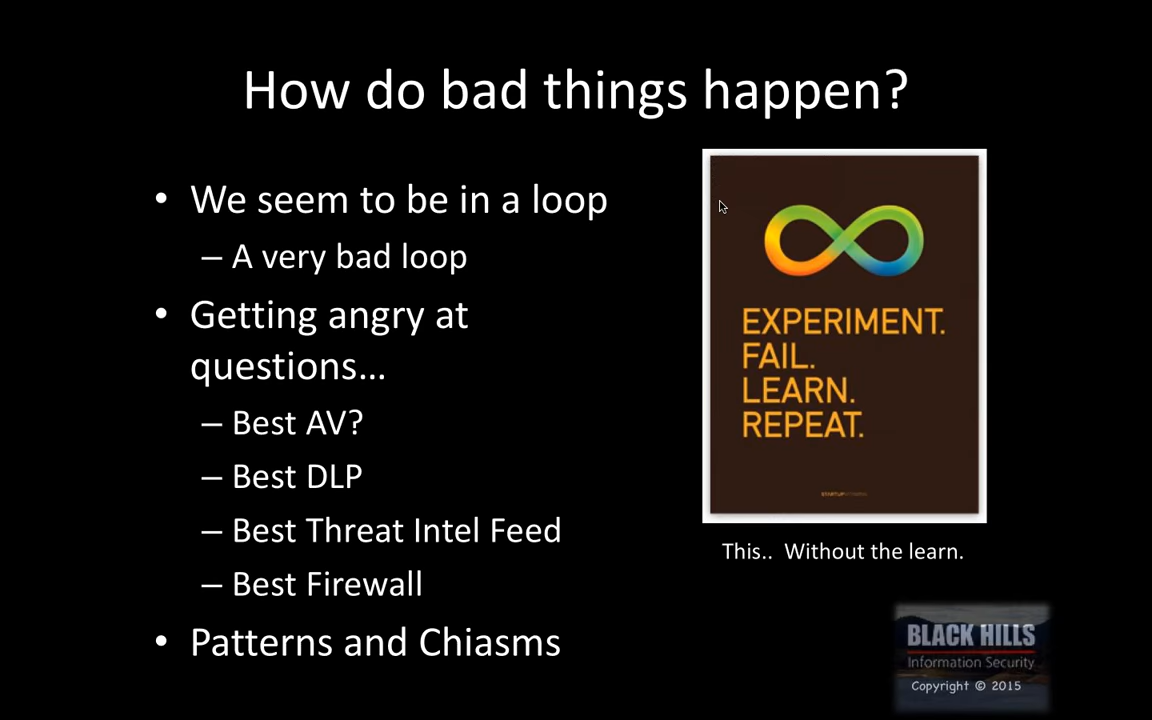 How do bad things happen?
• We seem to be in a loop
– A very bad loop
• Getting angry at
questions...
– Best AV?
– Best DLP
– Best Threat Intel Feed
– Best Firewall
• Patterns and Chiasms
EXPERIMENT.
FAIL.
LEARN.
REPEAT.
This.. Without the learn.
BLACK HILLS
Information Security
Copyright © 2015